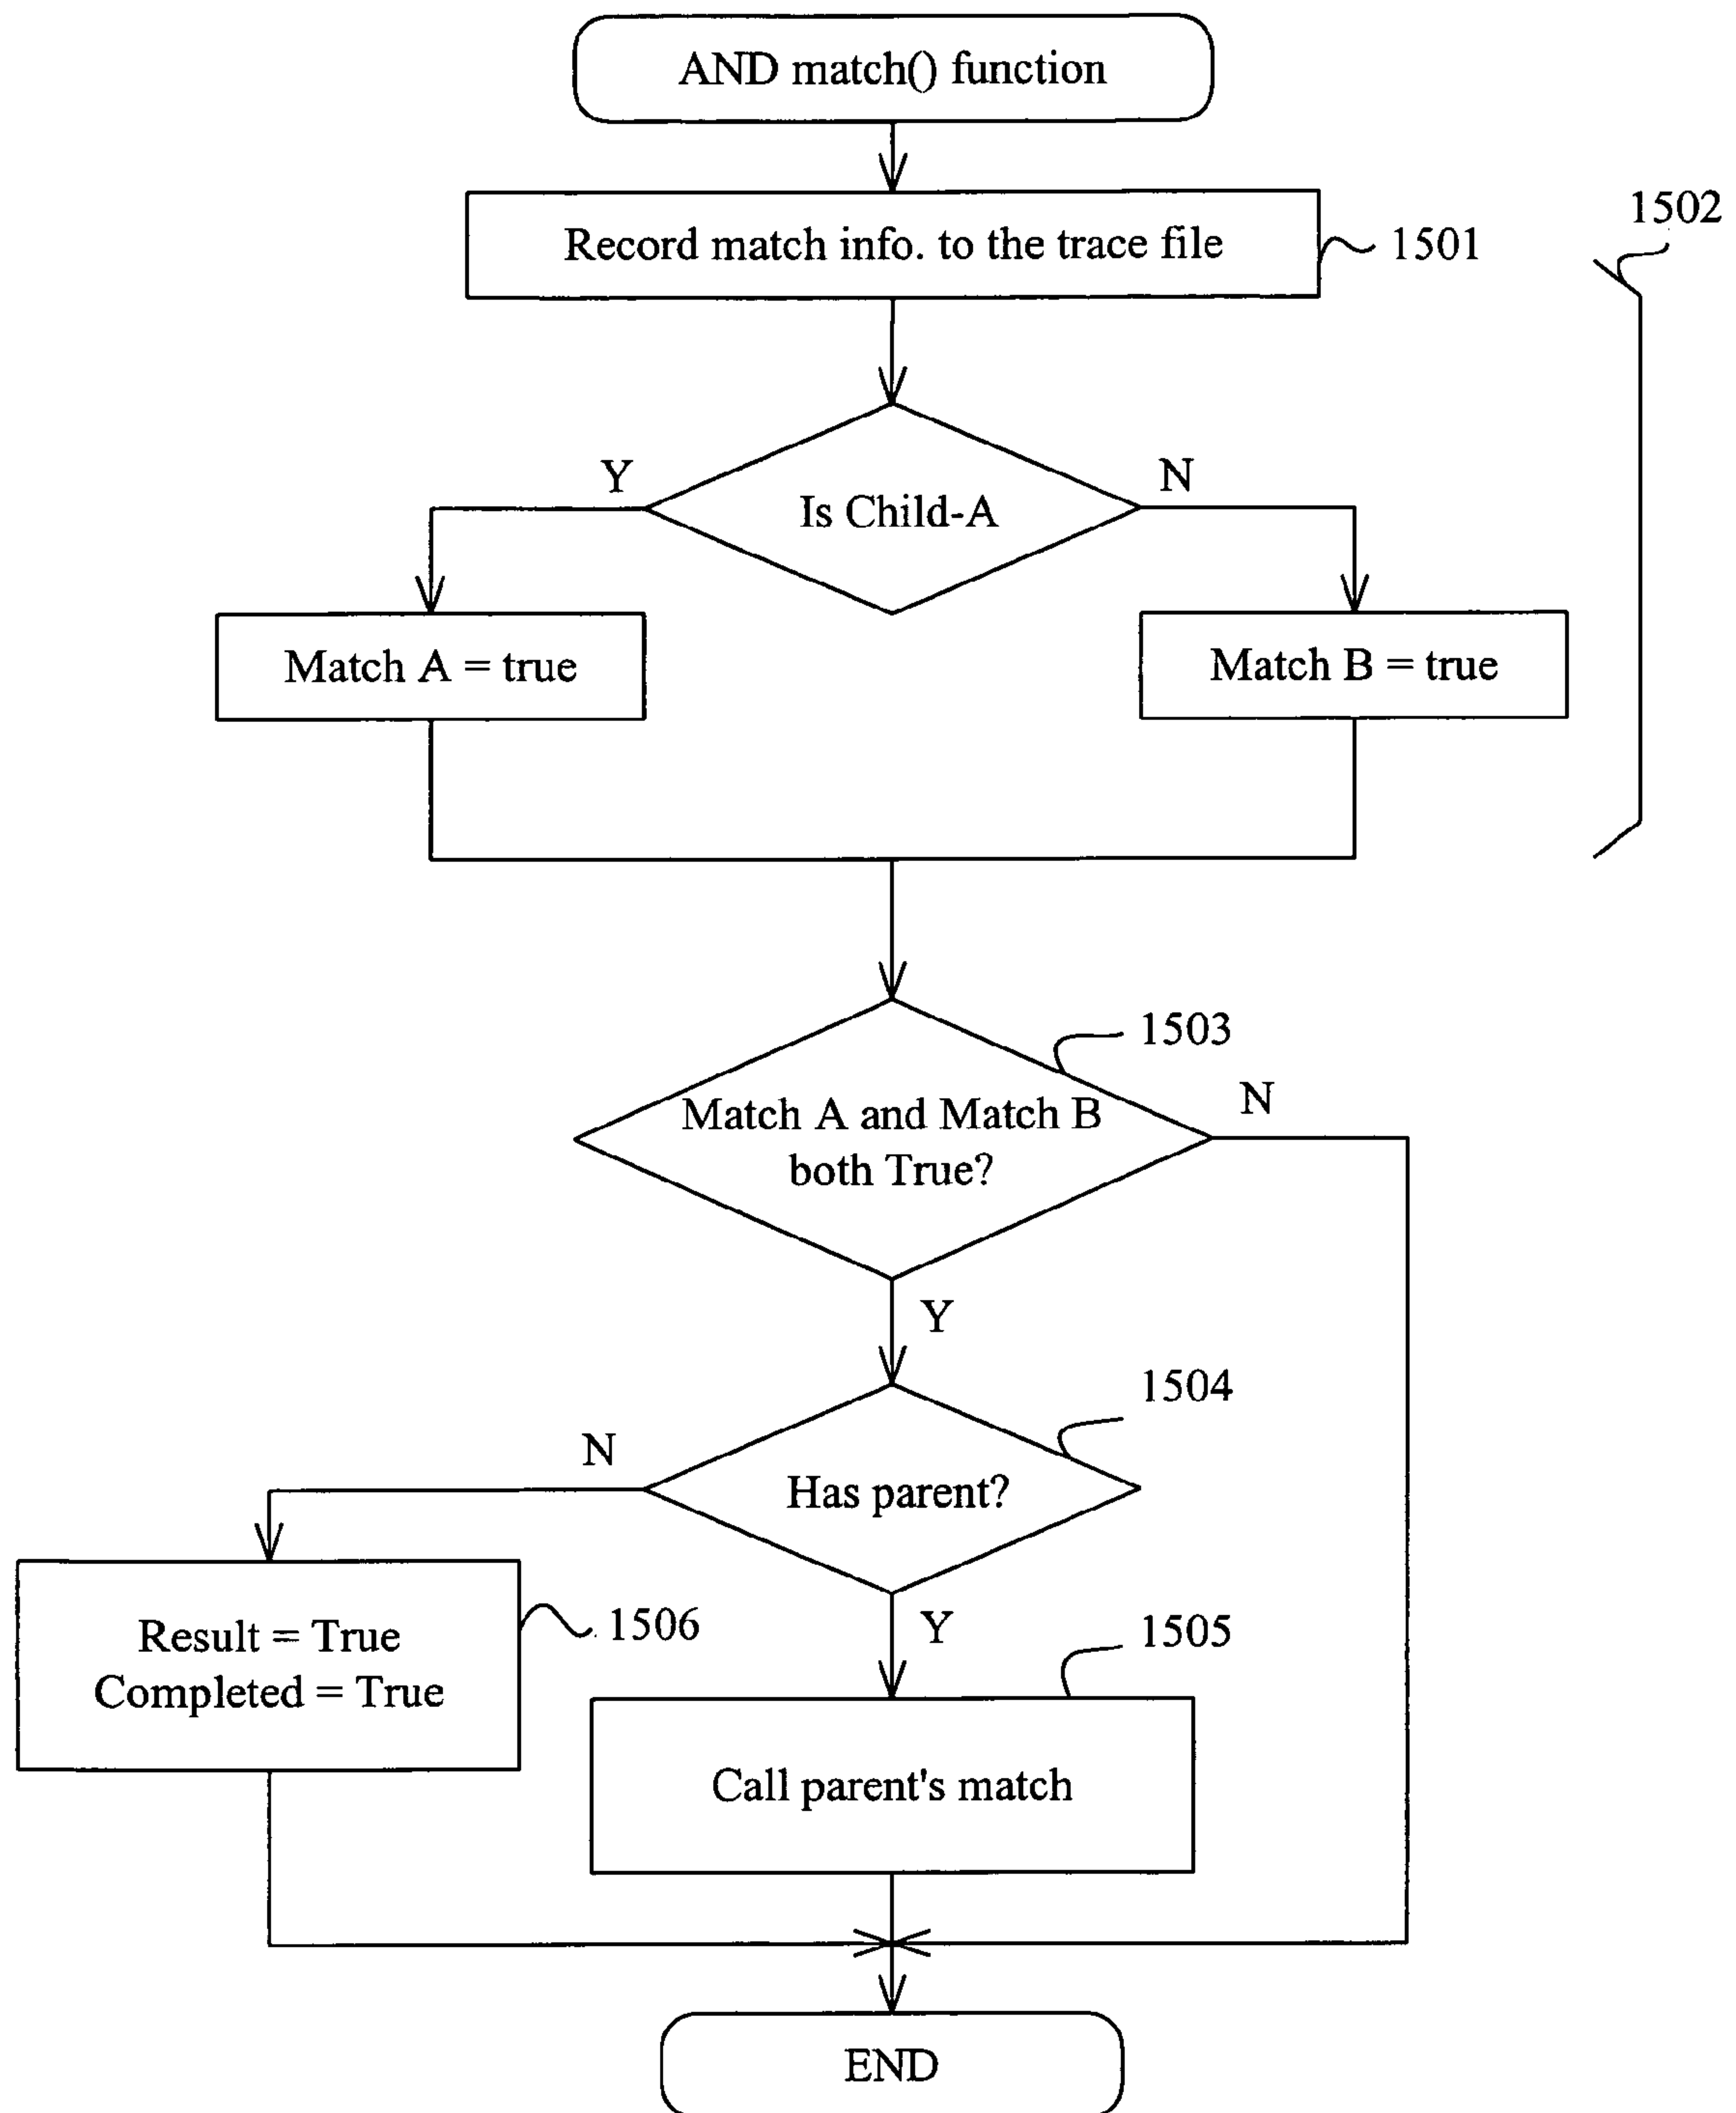 AND match() function
Record match info. to the trace file
1501
1502
Is Child-A
Y
N
Match A = true
Match B = true
1503
Match A and Match B
both True?
N
Y
1504
Has parent?
N
Y
Result = True
Completed = True
1506
1505
Call parent's match
END